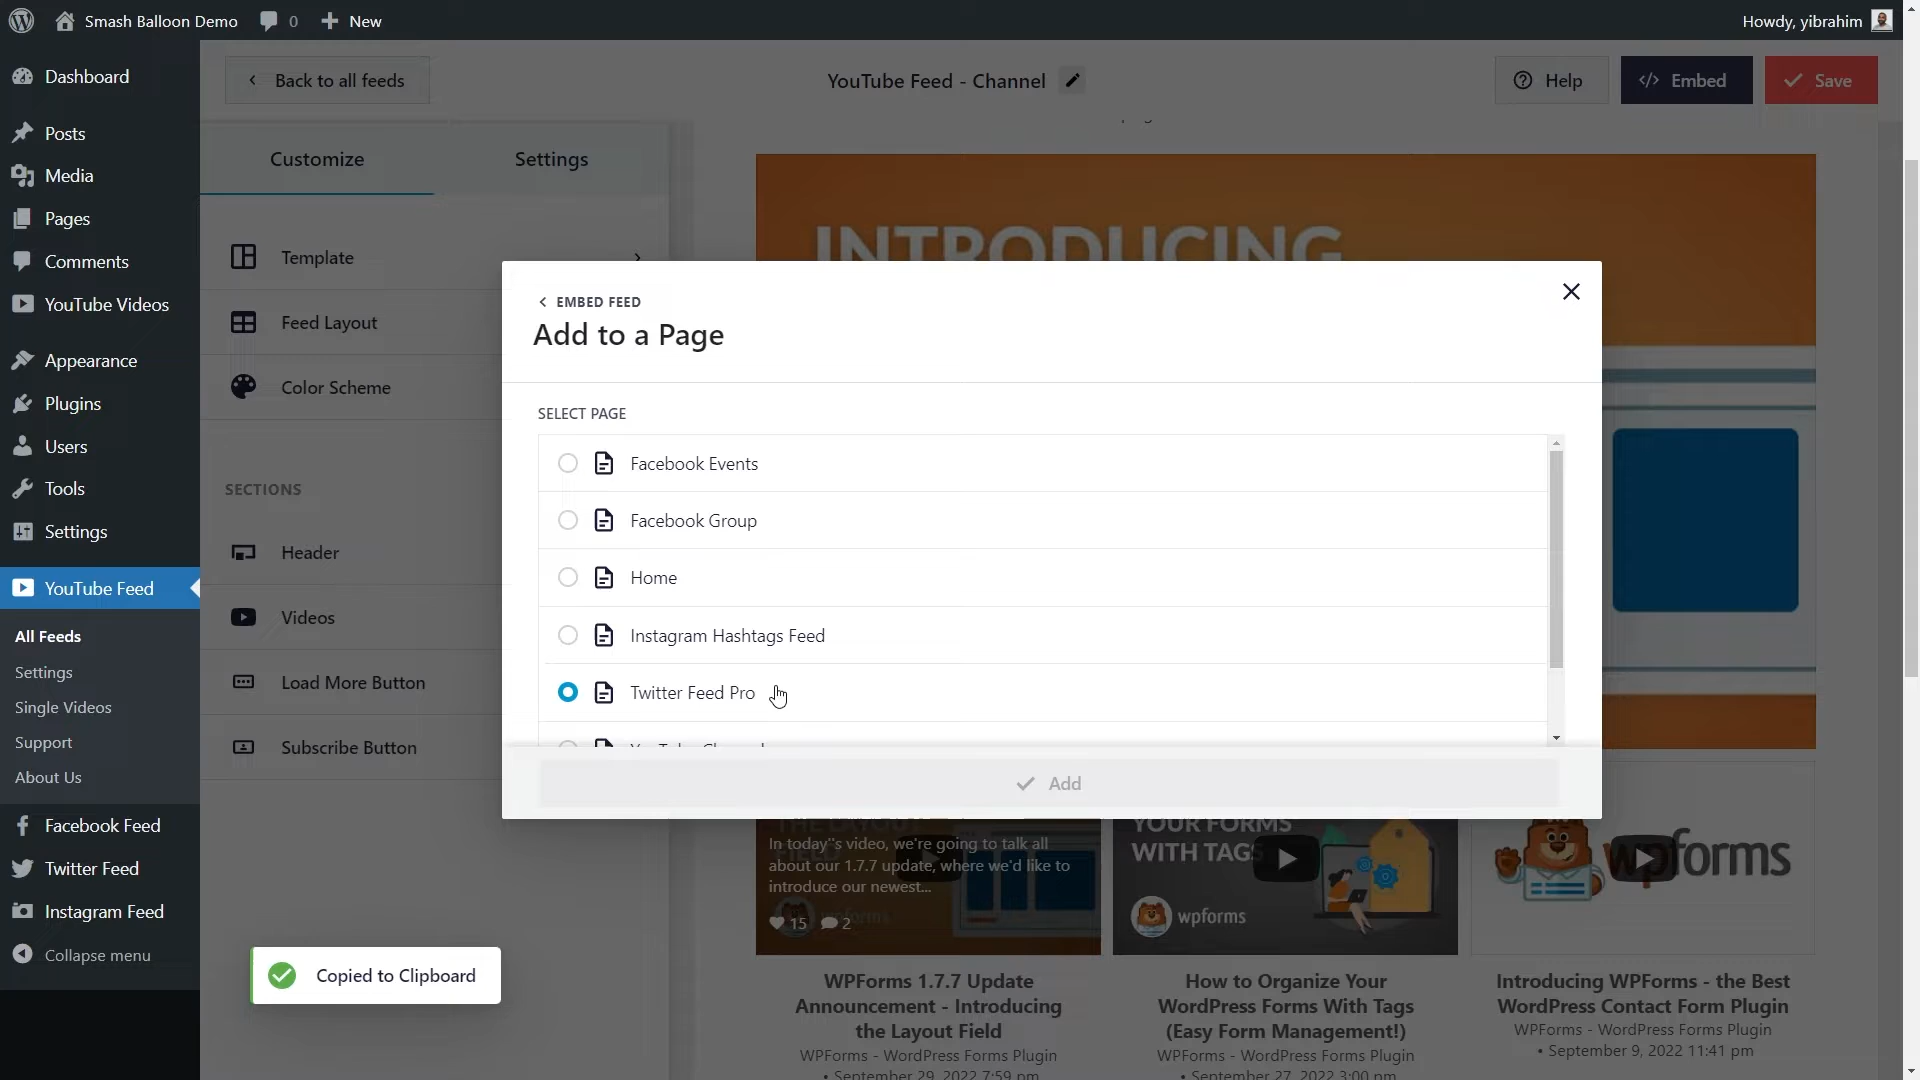 Smash Balloon Demo
0
New
Howdy, yibrahim
Dashboard
Posts
Media
Pages
Comments
YouTube Videos
Appearance
Plugins
Users
Tools
Settings
YouTube Feed
All Feeds
Settings
Single Videos
Support
About Us
Facebook Feed
Twitter Feed
Instagram Feed
Collapse menu
Back to all feeds
YouTube Feed - Channel
Help
</> Embed
Save
Customize
Settings
Template
Feed Layout
Color Scheme
SECTIONS
Header
Videos
Load More Button
Subscribe Button
INTRODUCING
EMBED FEED
Add to a Page
SELECT PAGE
Facebook Events
Facebook Group
Home
Instagram Hashtags Feed
Twitter Feed Pro
Add
In today"s video, we're going to talk all
about our 1.7.7 update, where we'd like to
introduce our newest...
15
2
YOUR FORMS
WITH TAGS
wpforms
wpforms
WPForms 1.7.7 Update
Announcement - Introducing
the Layout Field
WPForms - WordPress Forms Plugin
• September 29, 2022 7:59 pm
How to Organize Your
WordPress Forms With Tags
(Easy Form Management!)
WPForms - WordPress Forms Plugin
• September 27, 2022 3:00 pm
Introducing WPForms - the Best
WordPress Contact Form Plugin
WPForms - WordPress Forms Plugin
• September 9, 2022 11:41 pm
Copied to Clipboard